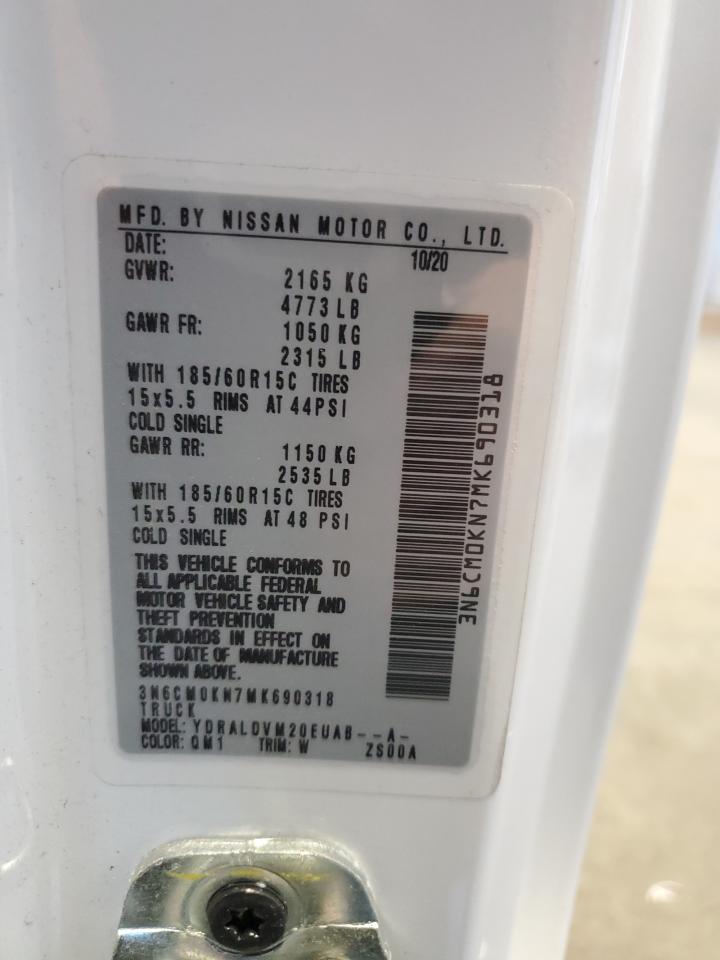 MFD. BY NISSAN MOTOR CO., LTD.
DATE: 10/20
GVWR: 2165 KG
4773 LB
GAWR FR: 1050 KG
2315 LB
WITH 185/60R15C TIRES
15x5.5 RIMS AT 44PSI
COLD SINGLE
GAWR RR: 1150 KG
2535 LB
WITH 185/60R15C TIRES
15x5.5 RIMS AT 48 PSI
COLD SINGLE
THIS VEHICLE CONFORMS TO
ALL APPLICABLE FEDERAL
MOTOR VEHICLE SAFETY AND
THEFT PREVENTION
STANDARDS IN EFFECT ON
THE DATE OF MANUFACTURE
SHOWN ABOVE.
3N6CM0KN7MK690318
TRUCK
MODEL: YDRALDVM20EUAB--A-
COLOR: QM1 TRIM: W ZS00A
3N6CM0KN7MK690318